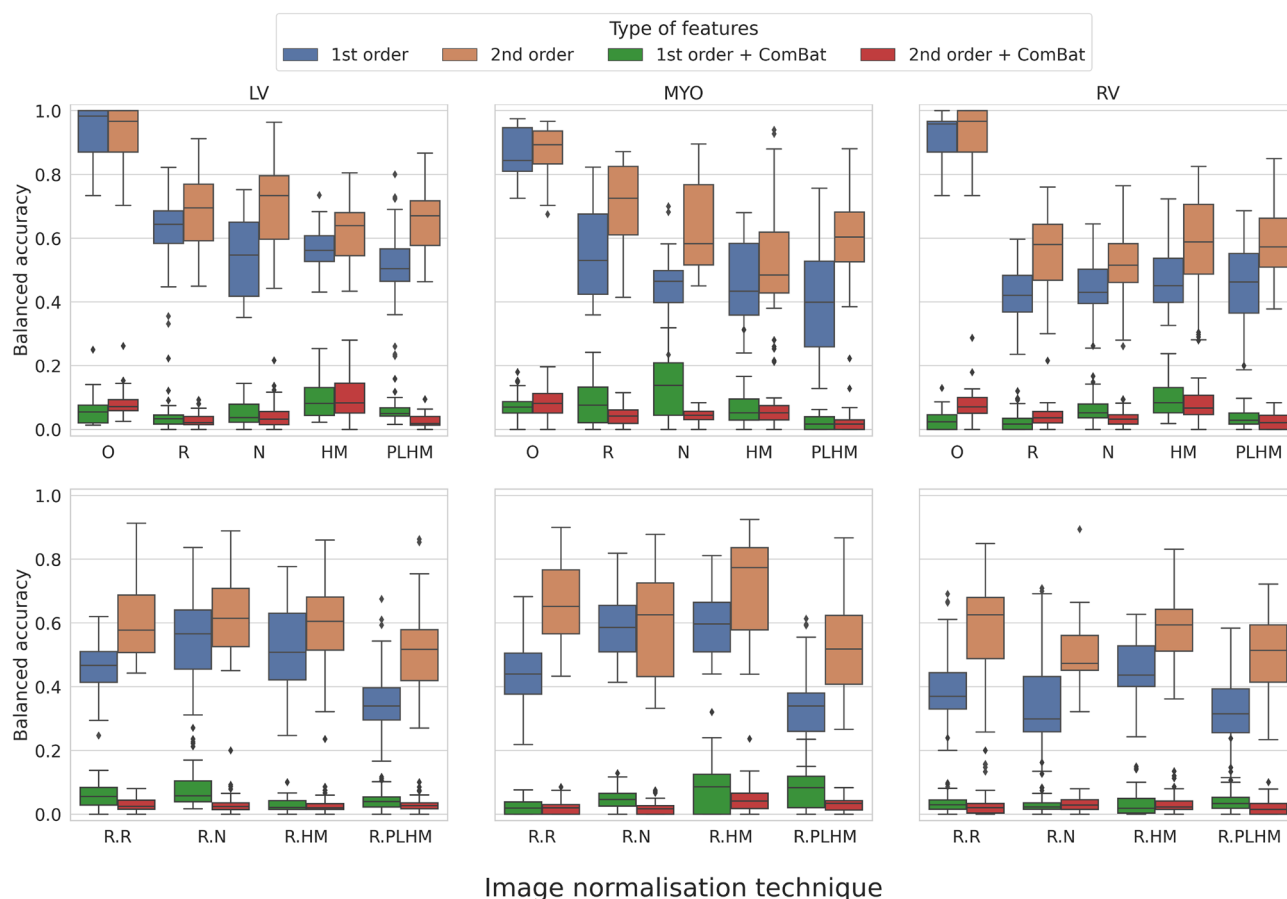 Type of features
1st order 2nd order 1st order + ComBat 2nd order + ComBat
LV MYO RV
Balanced accuracy
1.0
0.8
0.6
0.4
0.2
0.0
O R N HM PLHM O R N HM PLHM O R N HM PLHM
Balanced accuracy
1.0
0.8
0.6
0.4
0.2
0.0
R.R R.N R.HM R.PLHM R.R R.N R.HM R.PLHM R.R R.N R.HM R.PLHM
Image normalisation technique